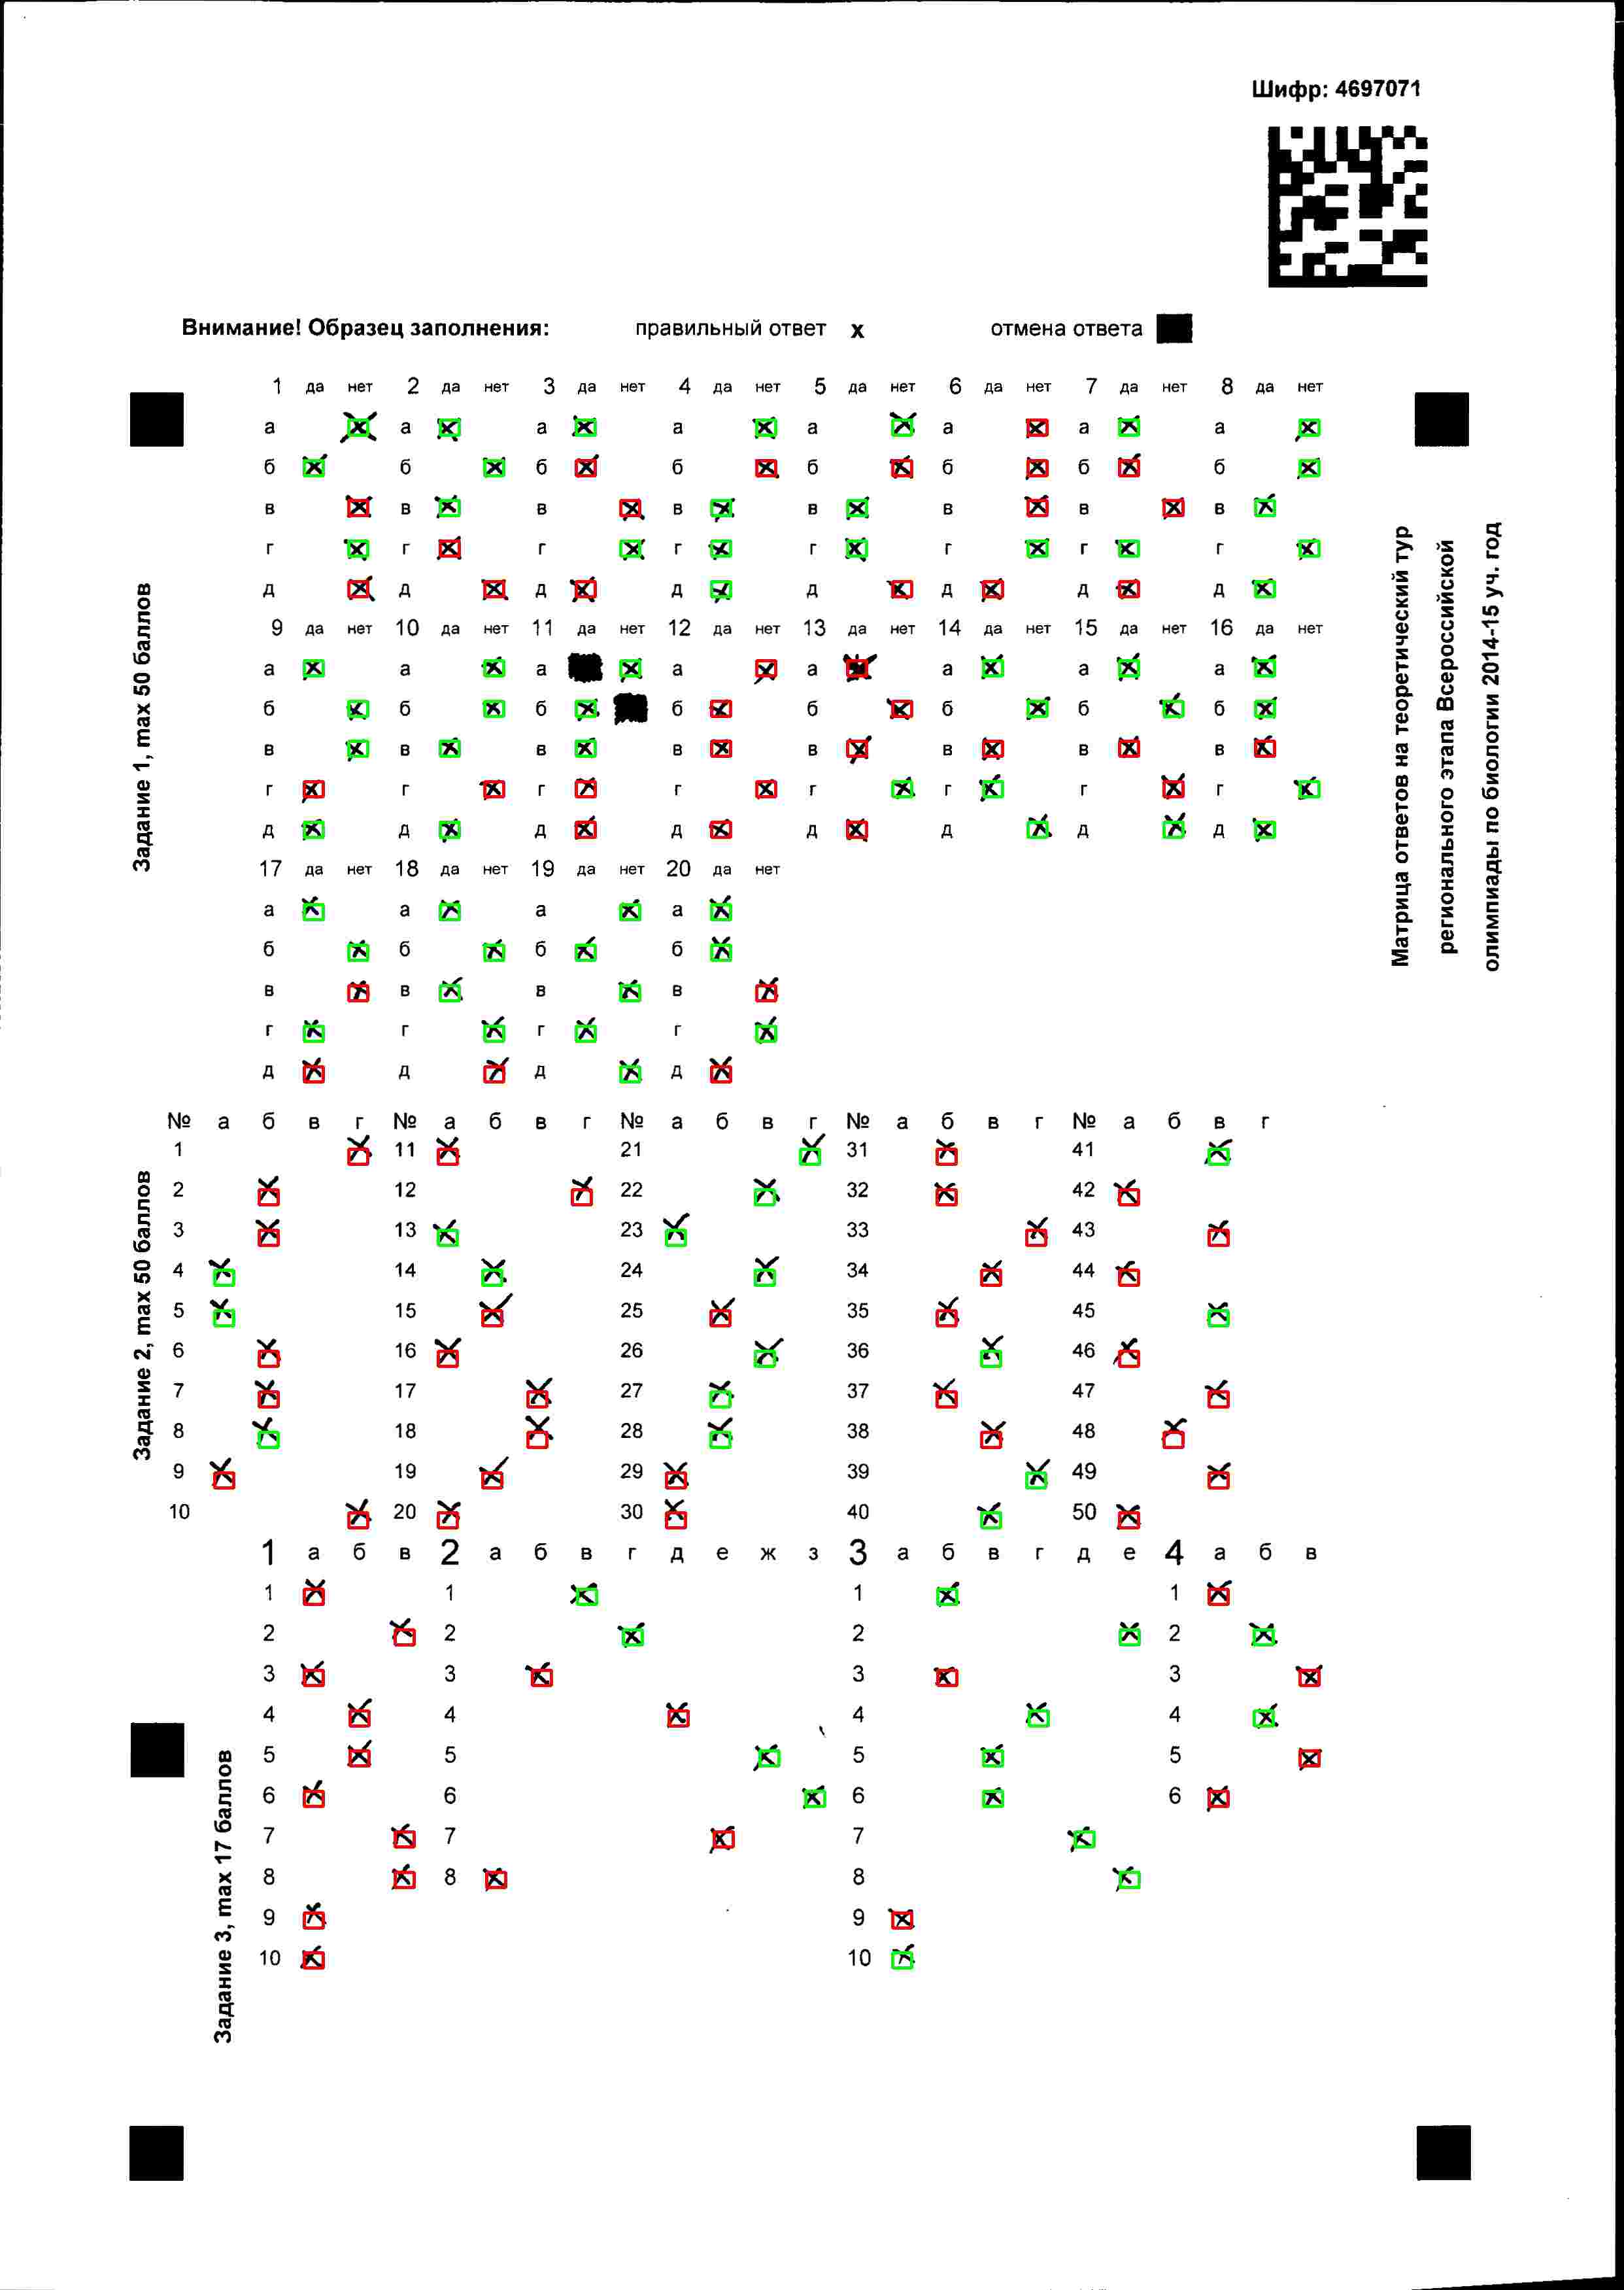 Шифр: 4697071
Внимание! Образец заполнения: правильный ответ x отмена ответа
1 да нет 2 да нет 3 да нет 4 да нет 5 да нет 6 да нет 7 да нет 8 да нет
а а а а а а а а
б б б б б б б б
в в в в в в в в
г г г г г г г г
д д д д д д д д
9 да нет 10 да нет 11 да нет 12 да нет 13 да нет 14 да нет 15 да нет 16 да нет
а а а а а а а а
б б б б б б б б
в в в в в в в в
г г г г г г г г
д д д д д д д д
17 да нет 18 да нет 19 да нет 20 да нет
а а а а
б б б б
в в в в
г г г г
д д д д
Задание 1, max 50 баллов
Матрица ответов на теоретический тур
регионального этапа Всероссийской
олимпиады по биологии 2014-15 уч. год
№ а б в г № а б в г № а б в г № а б в г № а б в г
1 11 21 31 41
2 12 22 32 42
3 13 23 33 43
4 14 24 34 44
5 15 25 35 45
6 16 26 36 46
7 17 27 37 47
8 18 28 38 48
9 19 29 39 49
10 20 30 40 50
Задание 2, max 50 баллов
1 а б в 2 а б в г д е ж з 3 а б в г д е 4 а б в
1 1 1 1
2 2 2 2
3 3 3 3
4 4 4 4
5 5 5 5
6 6 6 6
7 7 7
8 8 8
9 9
10 10
Задание 3, max 17 баллов